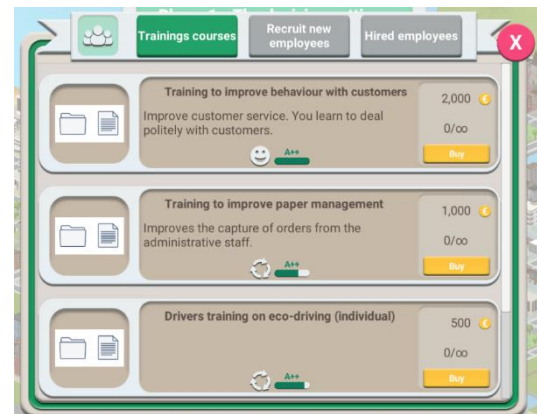 Trainings courses
Recruit new
employees
Hired employees
X
Training to improve behaviour with customers
Improve customer service. You learn to deal
politely with customers.
A++
2,000
0/∞
Buy
Training to improve paper management
Improves the capture of orders from the
administrative staff.
A++
1,000
0/∞
Buy
Drivers training on eco-driving (individual)
A++
500
0/∞
Buy